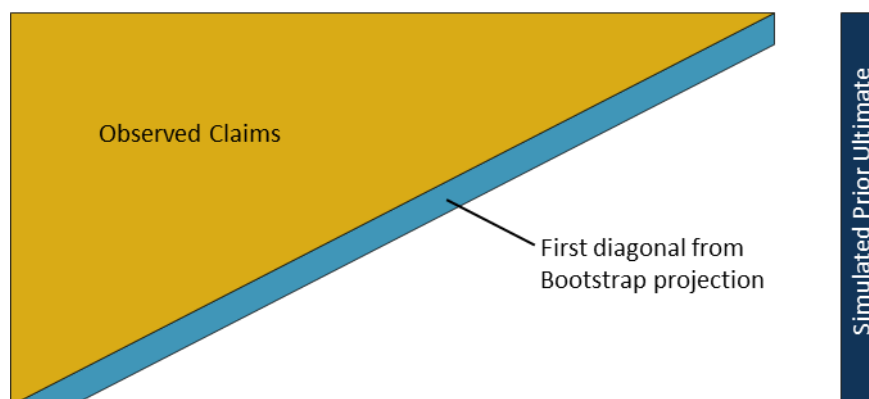 Observed Claims
First diagonal from
Bootstrap projection
Simulated Prior Ultimate